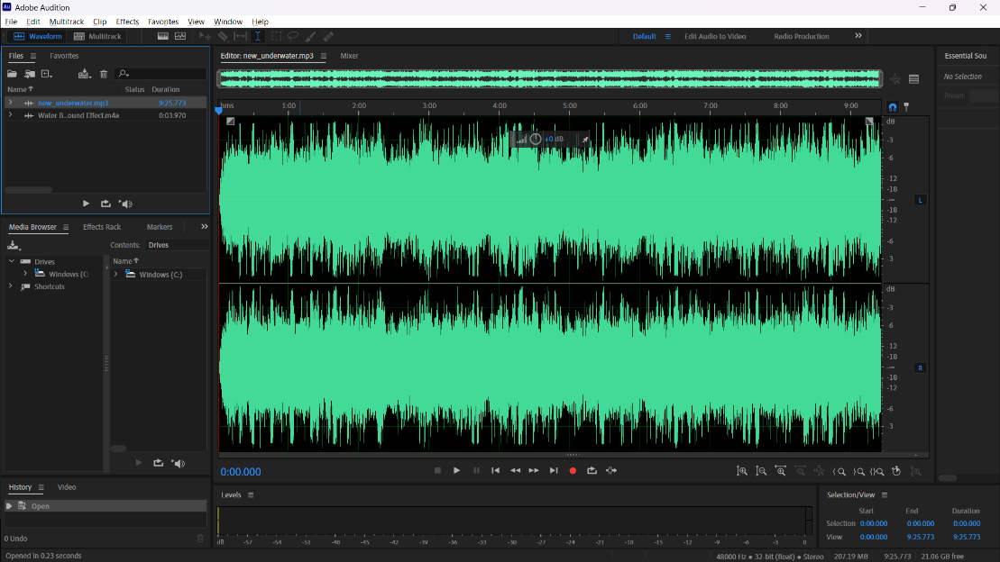 Au Adobe Audition
File Edit Multitrack Clip Effects Favorites View Window Help
Waveform Multitrack Default Edit Audio to Video Radio Production
Files Favorites
Name Status Duration
new_underwater.mp3 9:25.773
Water B...ound Effect.m4a 0:03.970
Editor: new_underwater.mp3 Mixer
hms 1:00 2:00 3:00 4:00 5:00 6:00 7:00 8:00 9:00
+0 dB
dB
-3
-6
-12
-18
-∞
-18
-12
-6
-3
L
dB
-3
-6
-12
-18
-∞
-18
-12
-6
-3
R
Essential Sou
No Selection
Preset:
Media Browser Effects Rack Markers
Contents: Drives
Drives
Windows (C:
Shortcuts
Name
Windows (C:)
0:00.000
History Video
Open
0 Undo
Levels
dB -57 -54 -51 -48 -45 -42 -39 -36 -33 -30 -27 -24 -21 -18 -15 -12 -9 -6 -3 0
Selection/View
Start End Duration
Selection 0:00.000 0:00.000 0:00.000
View 0:00.000 9:25.773 9:25.773
Opened in 0.23 seconds
48000 Hz • 32-bit (float) • Stereo 207.19 MB 9:25.773 21.06 GB free